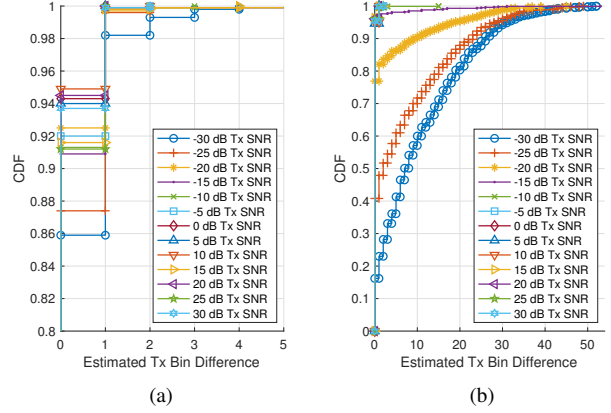 1
0.98
0.96
0.94
0.92
0.9
0.88
0.86
0.84
0.82
0.8
CDF
0 1 2 3 4 5
Estimated Tx Bin Difference
-30 dB Tx SNR
-25 dB Tx SNR
-20 dB Tx SNR
-15 dB Tx SNR
-10 dB Tx SNR
-5 dB Tx SNR
0 dB Tx SNR
5 dB Tx SNR
10 dB Tx SNR
15 dB Tx SNR
20 dB Tx SNR
25 dB Tx SNR
30 dB Tx SNR
(a)
1
0.9
0.8
0.7
0.6
0.5
0.4
0.3
0.2
0.1
0
CDF
0 10 20 30 40 50
Estimated Tx Bin Difference
-30 dB Tx SNR
-25 dB Tx SNR
-20 dB Tx SNR
-15 dB Tx SNR
-10 dB Tx SNR
-5 dB Tx SNR
0 dB Tx SNR
5 dB Tx SNR
10 dB Tx SNR
15 dB Tx SNR
20 dB Tx SNR
25 dB Tx SNR
30 dB Tx SNR
(b)